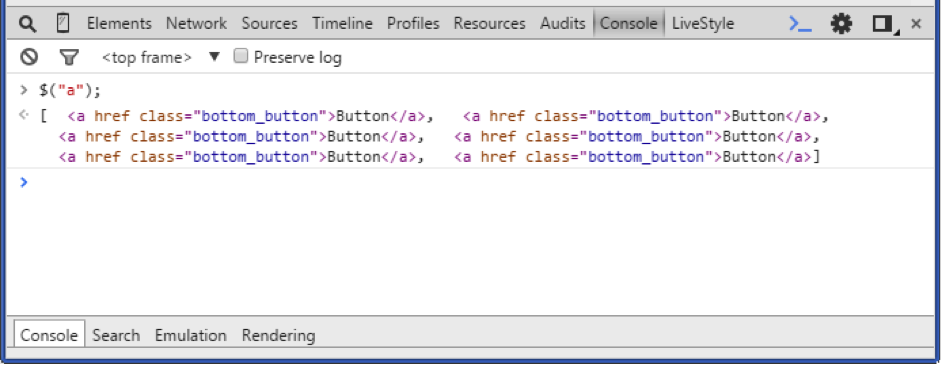 Elements Network Sources Timeline Profiles Resources Audits Console LiveStyle
<top frame> ▼ Preserve log
> $("a");
[ <a href class="bottom_button">Button</a>, <a href class="bottom_button">Button</a>,
<a href class="bottom_button">Button</a>, <a href class="bottom_button">Button</a>,
<a href class="bottom_button">Button</a>, <a href class="bottom_button">Button</a>]
>
Console Search Emulation Rendering